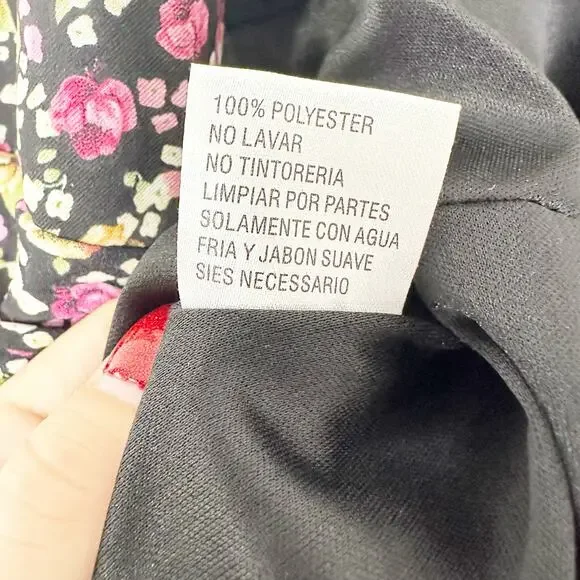 100% POLYESTER
NO LAVAR
NO TINTORERIA
LIMPIAR POR PARTES
SOLAMENTE CON AGUA
FRIA Y JABON SUAVE
SIES NECESSARIO